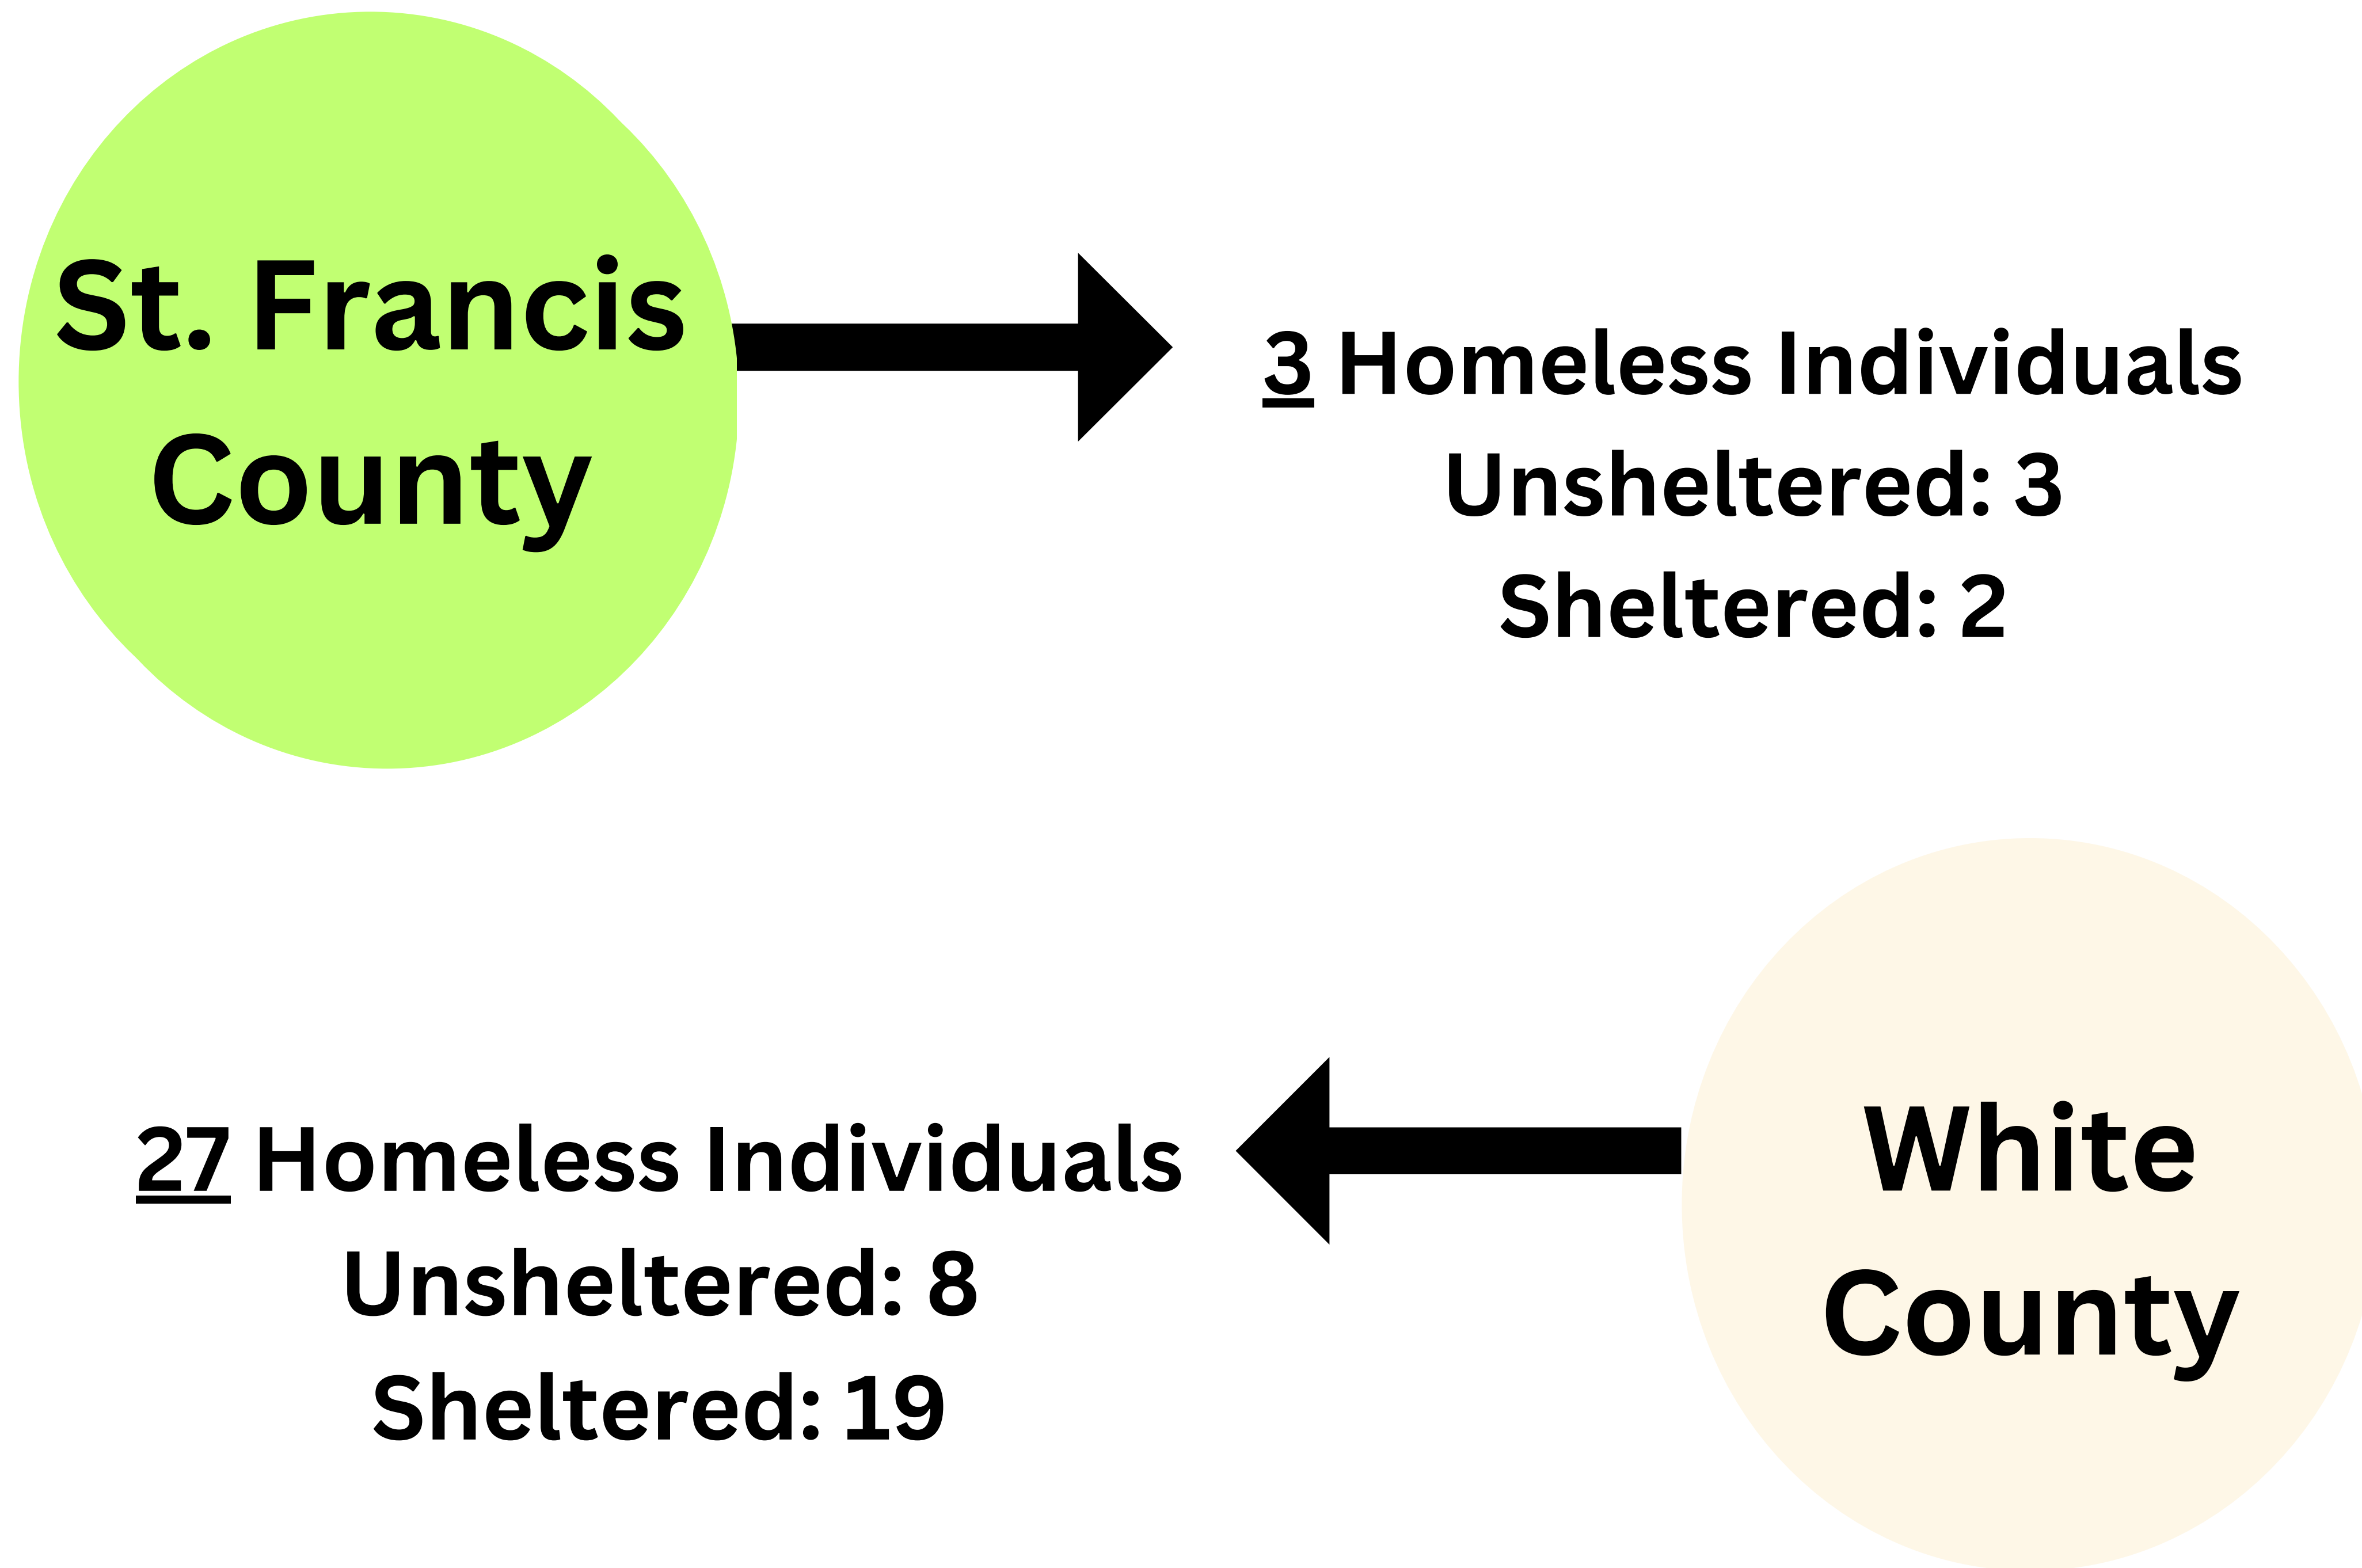 St. Francis
County
3 Homeless Individuals
Unsheltered: 3
Sheltered: 2
27 Homeless Individuals
Unsheltered: 8
Sheltered: 19
White
County